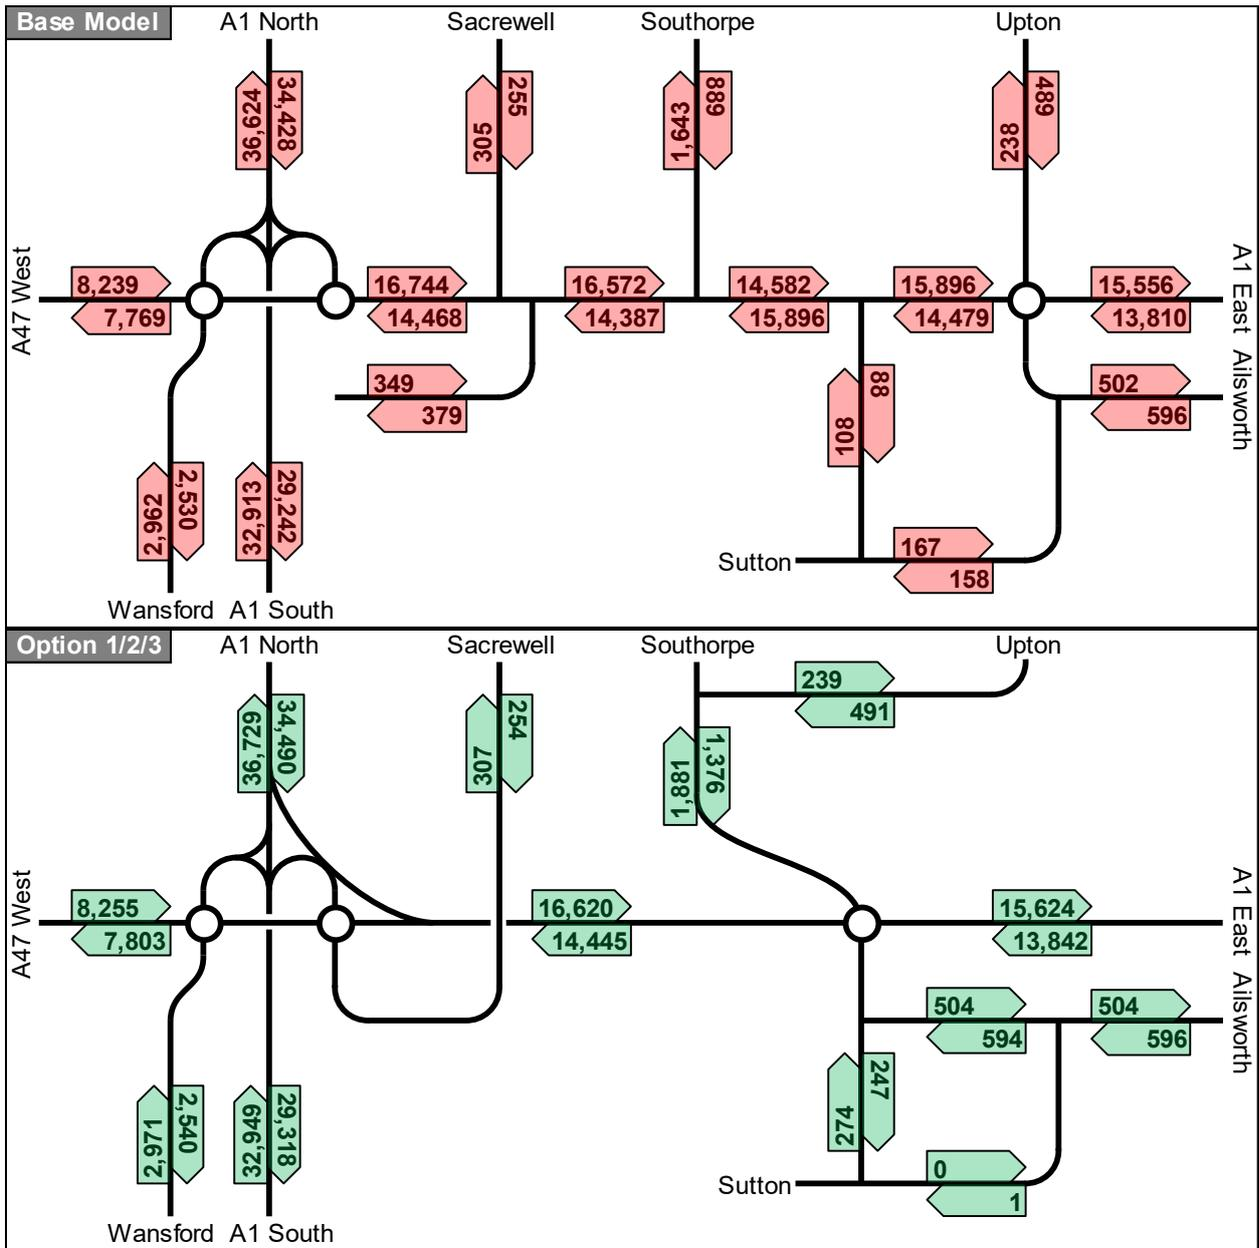 Base Model
A1 North
Sacrewell
Southorpe
Upton
36,624
34,428
305
255
1,643
889
238
489
A47 West
8,239
7,769
16,744
14,468
16,572
14,387
14,582
15,896
15,896
14,479
15,556
13,810
A1 East
Ailsworth
349
379
108
88
502
596
2,962
2,530
32,913
29,242
Sutton
167
158
Wansford
A1 South
Option 1/2/3
A1 North
Sacrewell
Southorpe
Upton
239
491
36,729
34,490
307
254
1,881
1,376
A47 West
8,255
7,803
16,620
14,445
15,624
13,842
A1 East
Ailsworth
504
594
504
596
2,971
2,540
32,949
29,318
274
247
Sutton
0
1
Wansford
A1 South